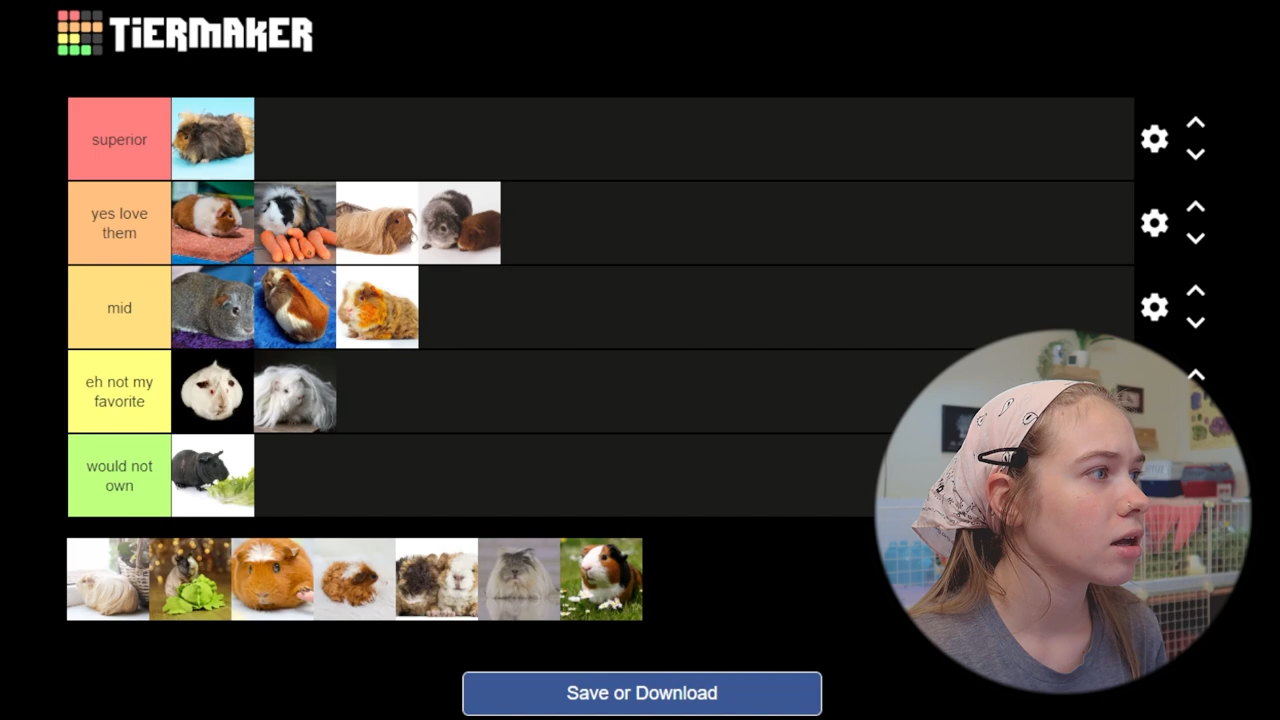 TiERMAKER
superior
yes love
them
mid
eh not my
favorite
would not
own
Save or Download